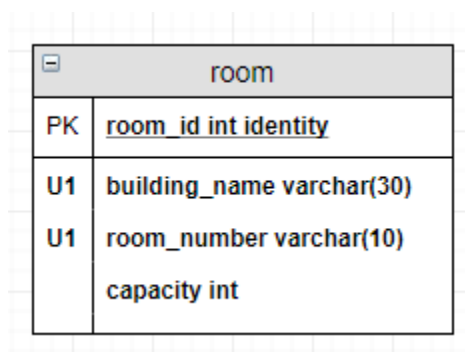 room
PK room_id int identity
U1 building_name varchar(30)
U1 room_number varchar(10)
capacity int